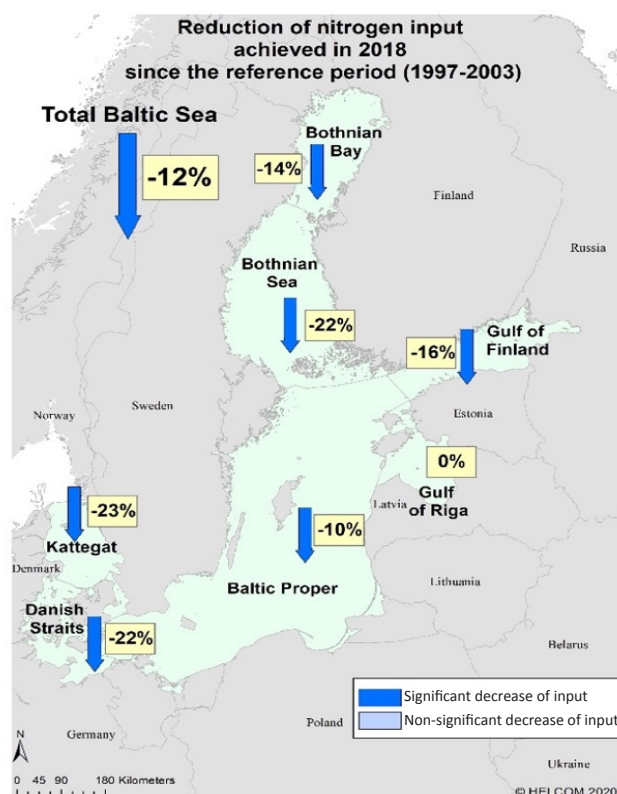 Reduction of nitrogen input
achieved in 2018
since the reference period (1997-2003)
Total Baltic Sea
-12%
Bothnian
Bay
-14%
Finland
Russia
Bothnian
Sea
-22%
Gulf of
Finland
-16%
Norway
Sweden
Estonia
0%
Gulf
of Riga
Latvia
-23%
Kattegat
-10%
Denmark
Baltic Proper
Lithuania
Danish
Straits
-22%
Belarus
Significant decrease of input
Non-significant decrease of input
Poland
Germany
Ukraine
N
0 45 90 180 Kilometers
© HELCOM 2020